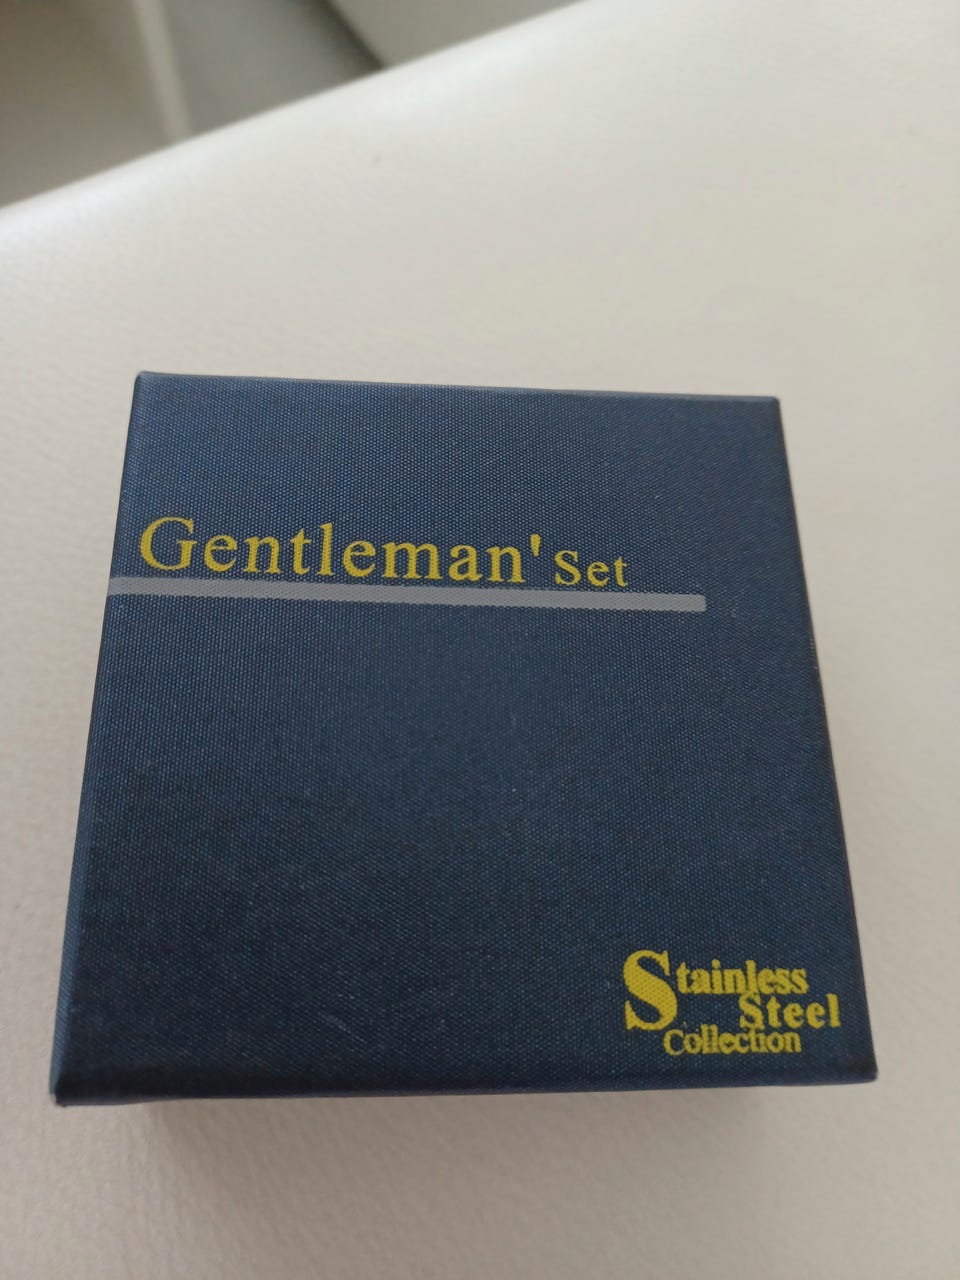 Gentleman' Set
Stainless
Steel
Collection